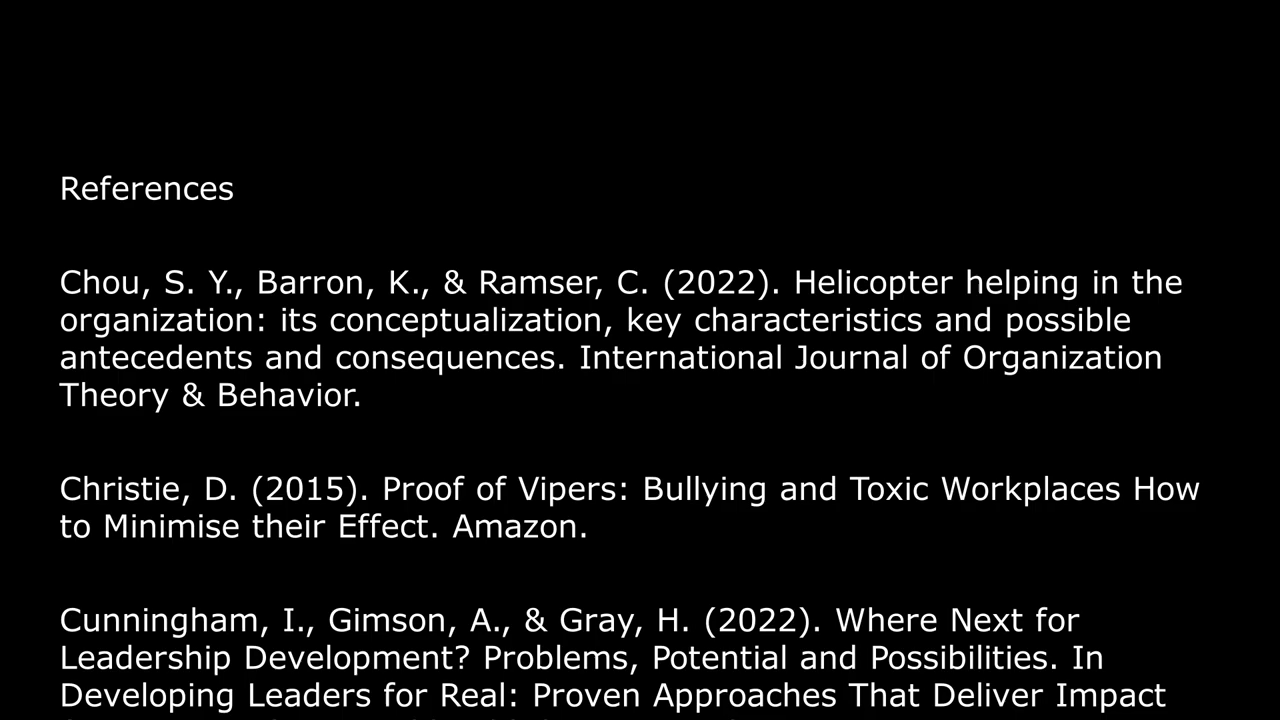 References
Chou, S. Y., Barron, K., & Ramser, C. (2022). Helicopter helping in the
organization: its conceptualization, key characteristics and possible
antecedents and consequences. International Journal of Organization
Theory & Behavior.
Christie, D. (2015). Proof of Vipers: Bullying and Toxic Workplaces How
to Minimise their Effect. Amazon.
Cunningham, I., Gimson, A., & Gray, H. (2022). Where Next for
Leadership Development? Problems, Potential and Possibilities. In
Developing Leaders for Real: Proven Approaches That Deliver Impact